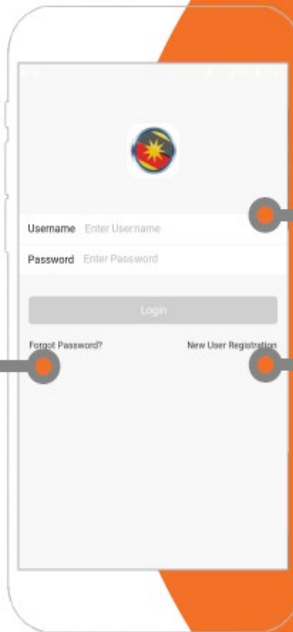 Username Enter Username
Password Enter Password
Login
Forgot Password? New User Registration